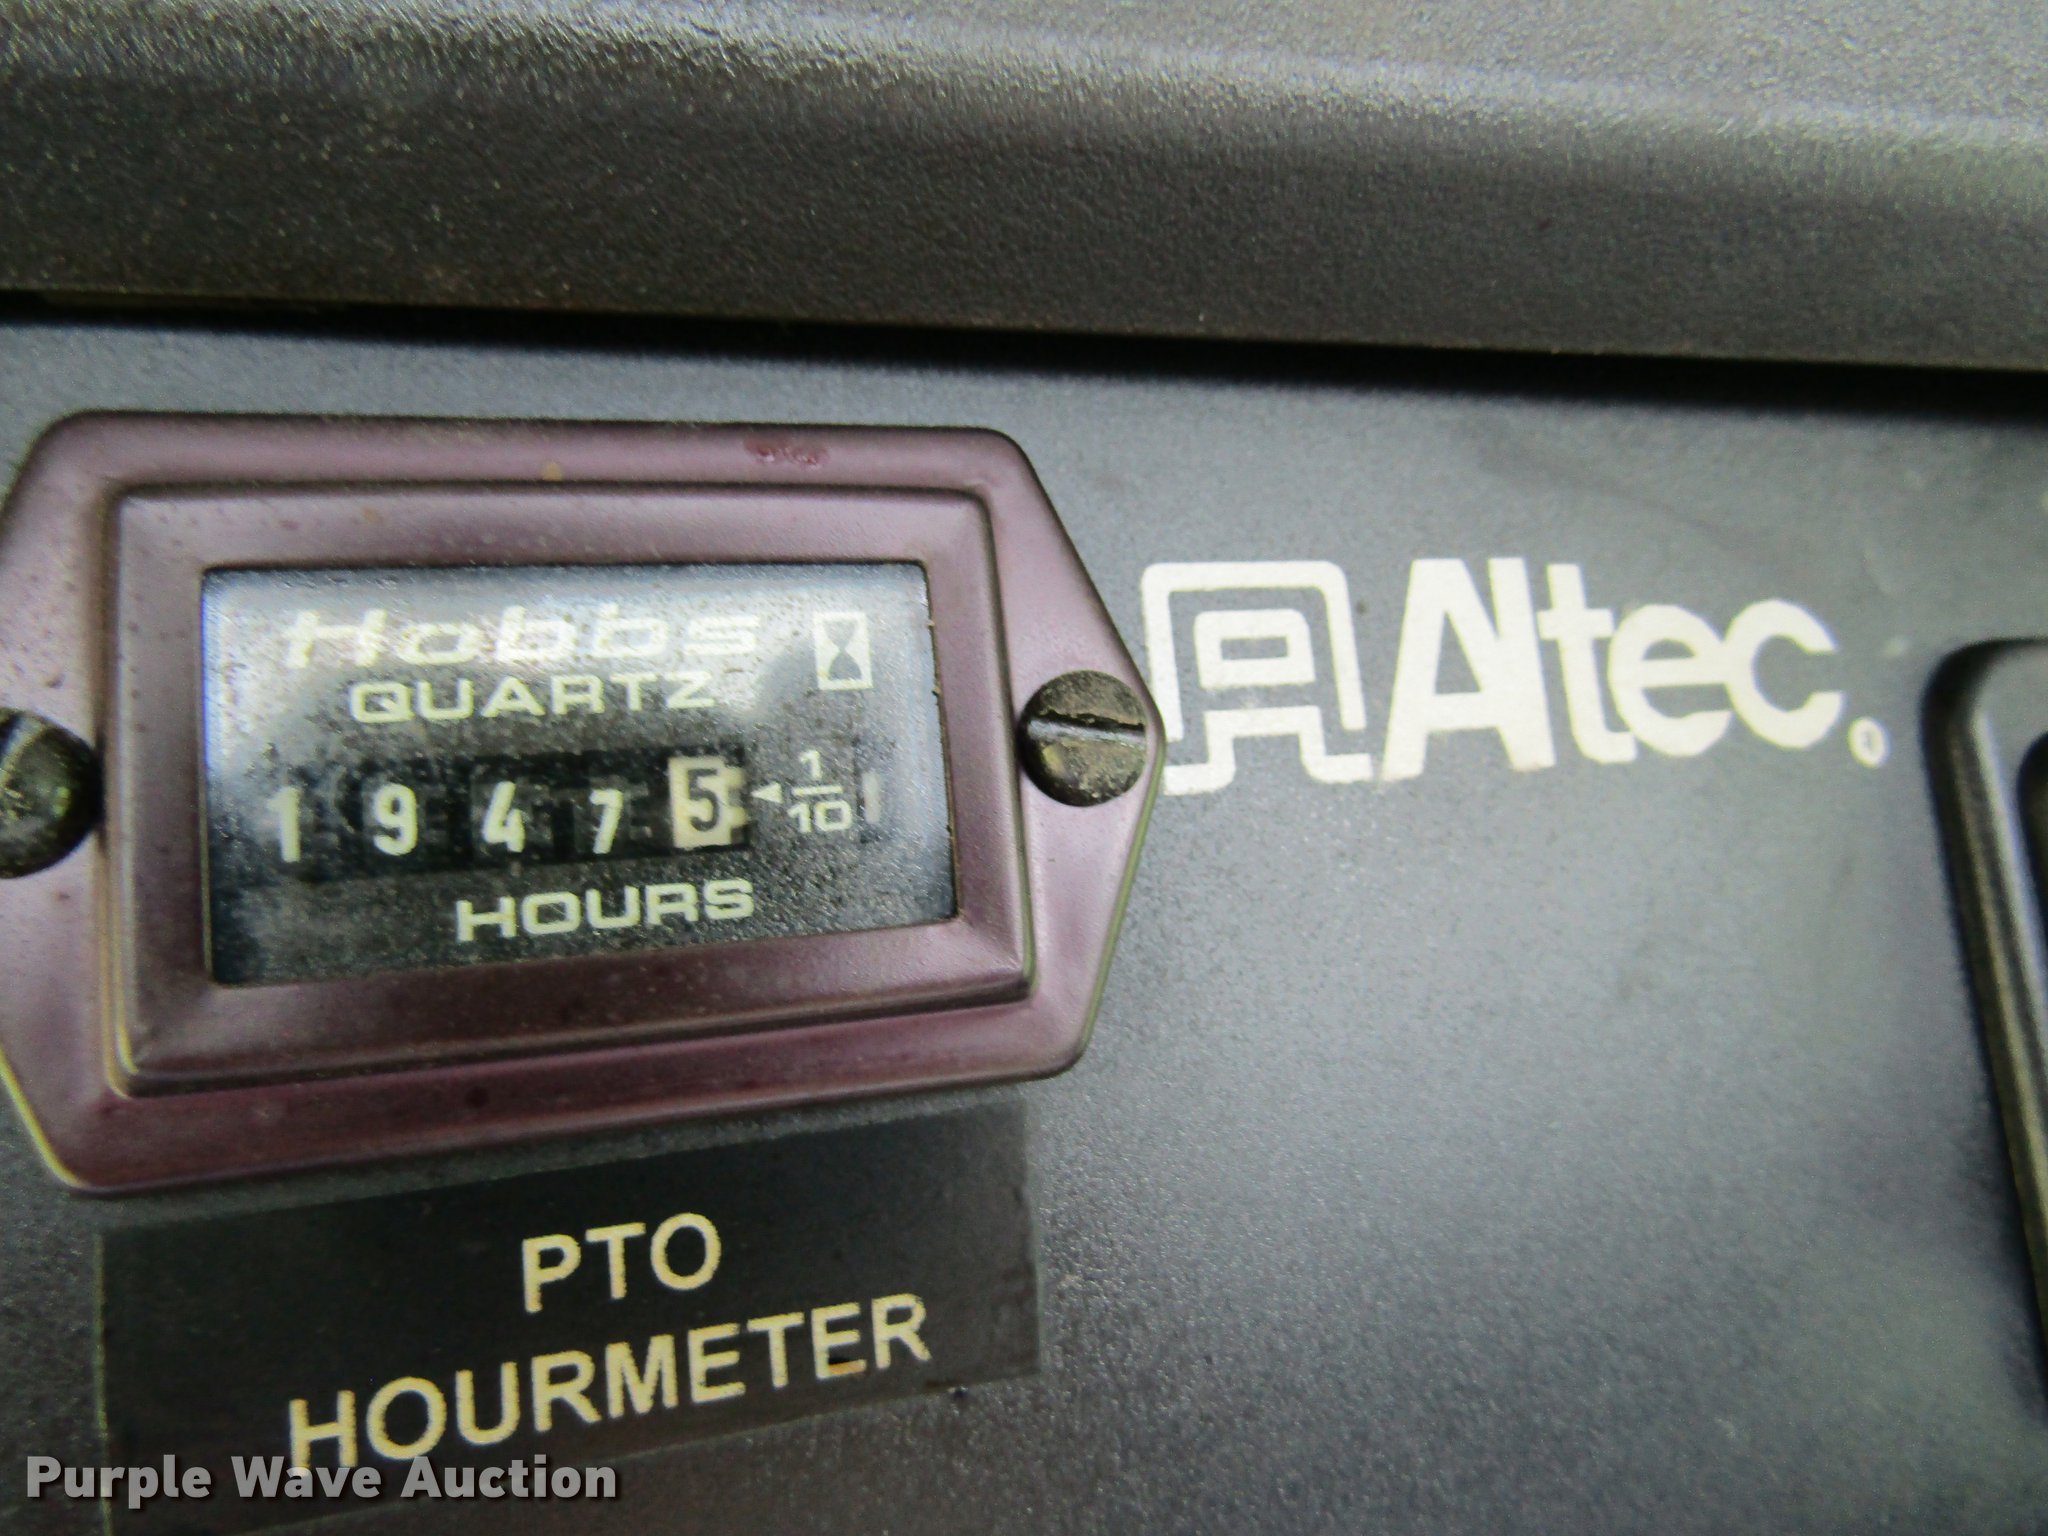 Hobbs
QUARTZ
19475 1/10
HOURS
Altec®
PTO
HOURMETER
Purple Wave Auction